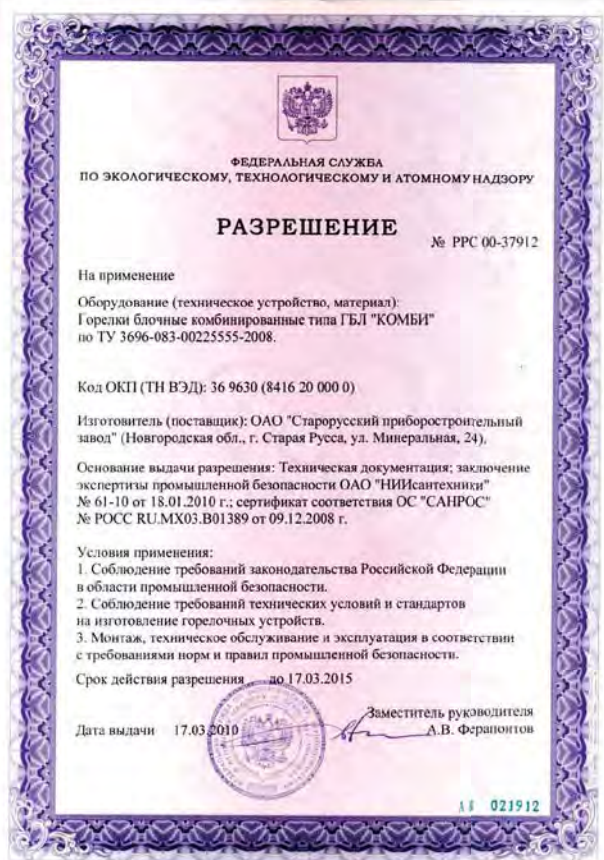 ФЕДЕРАЛЬНАЯ СЛУЖБА
ПО ЭКОЛОГИЧЕСКОМУ, ТЕХНОЛОГИЧЕСКОМУ И АТОМНОМУ НАДЗОРУ
РАЗРЕШЕНИЕ
№ РРС 00-37912
На применение
Оборудование (техническое устройство, материал):
Горелки блочные комбинированные типа ГБЛ "КОМБИ"
по ТУ 3696-083-00225555-2008.
Код ОКП (ТН ВЭД): 36 9630 (8416 20 000 0)
Изготовитель (поставщик): ОАО "Старорусский приборостроительный
завод" (Новгородская обл., г. Старая Русса, ул. Минеральная, 24).
Основание выдачи разрешения: Техническая документация; заключение
экспертизы промышленной безопасности ОАО "НИИсантехники"
№ 61-10 от 18.01.2010 г.; сертификат соответствия ОС "САНРОС"
№ РОСС RU.МХ03.В01389 от 09.12.2008 г.
Условия применения:
1. Соблюдение требований законодательства Российской Федерации
в области промышленной безопасности.
2. Соблюдение требований технических условий и стандартов
на изготовление горелочных устройств.
3. Монтаж, техническое обслуживание и эксплуатация в соответствии
с требованиями норм и правил промышленной безопасности.
Срок действия разрешения до 17.03.2015
Заместитель руководителя
Дата выдачи 17.03.2010 А.В. Ферапонтов
021912